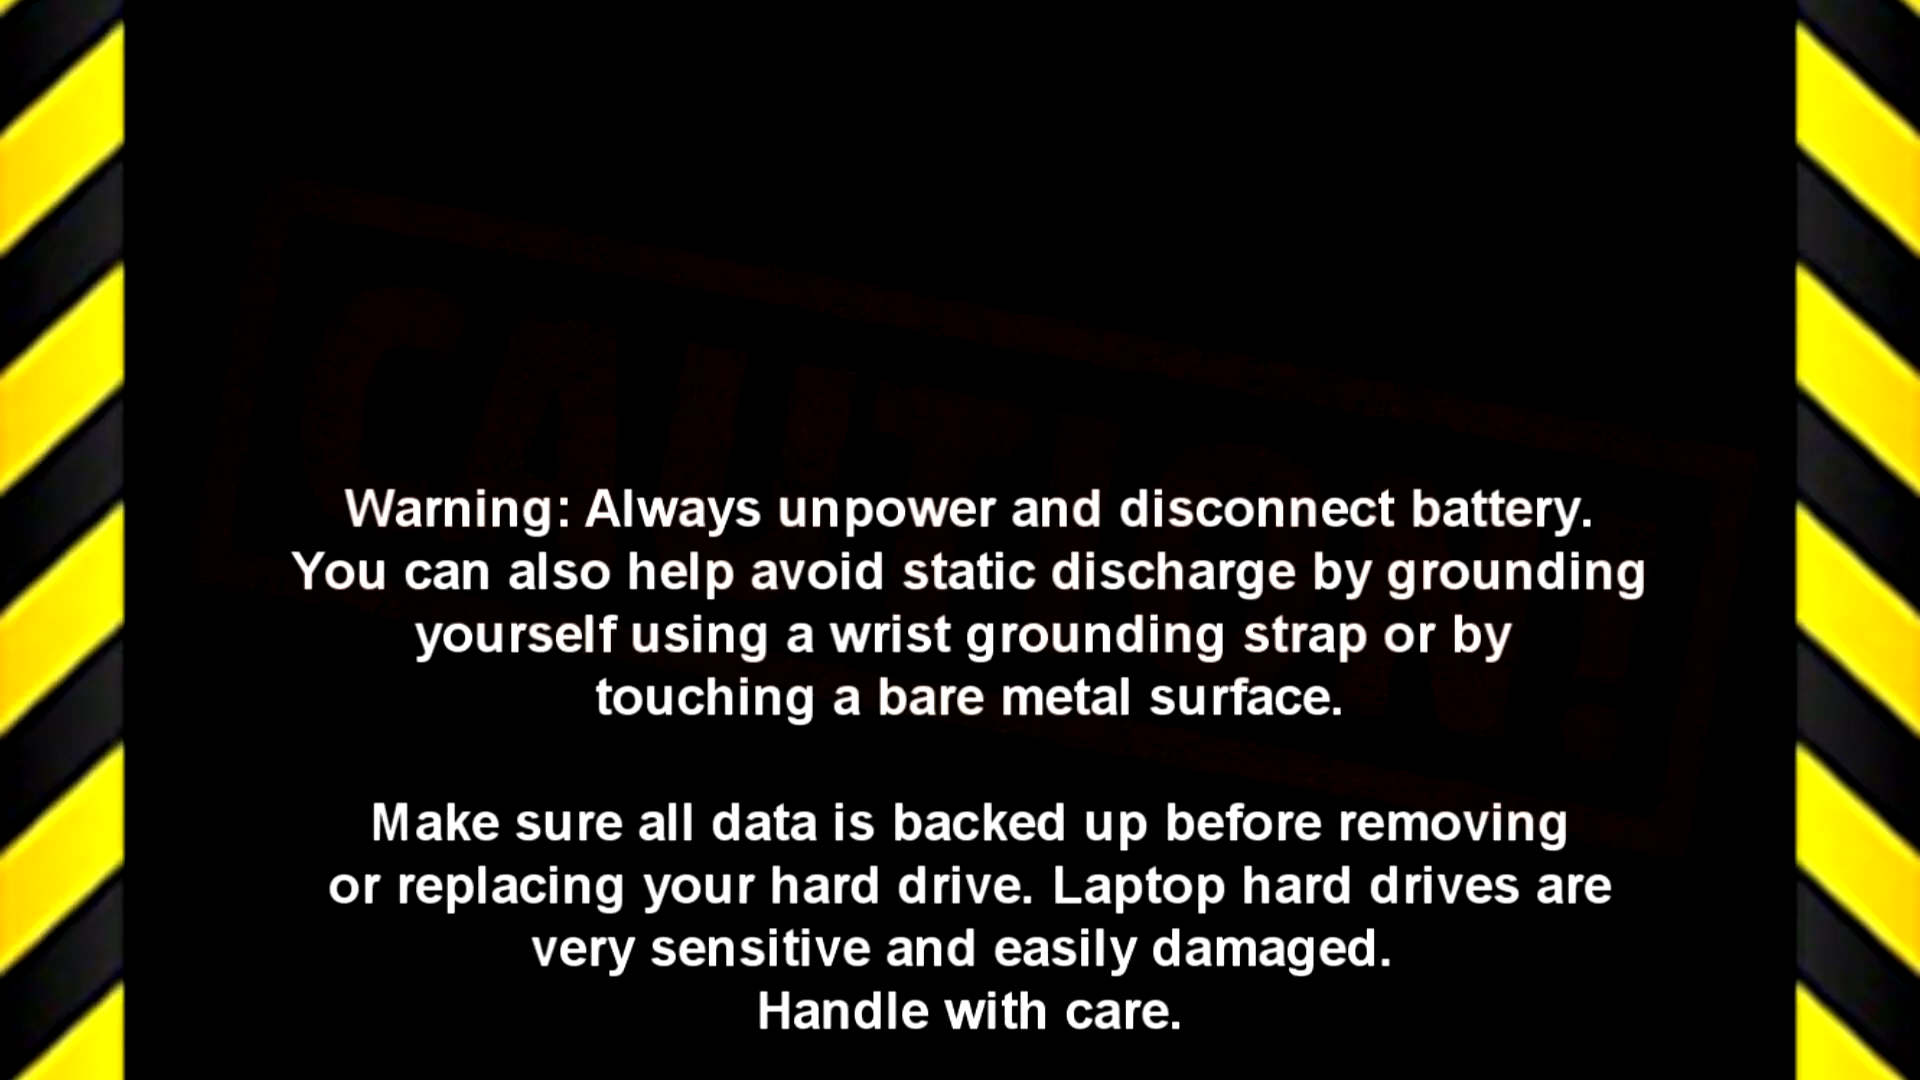 CAUTION!
Warning: Always unpower and disconnect battery.
You can also help avoid static discharge by grounding
yourself using a wrist grounding strap or by
touching a bare metal surface.
Make sure all data is backed up before removing
or replacing your hard drive. Laptop hard drives are
very sensitive and easily damaged.
Handle with care.